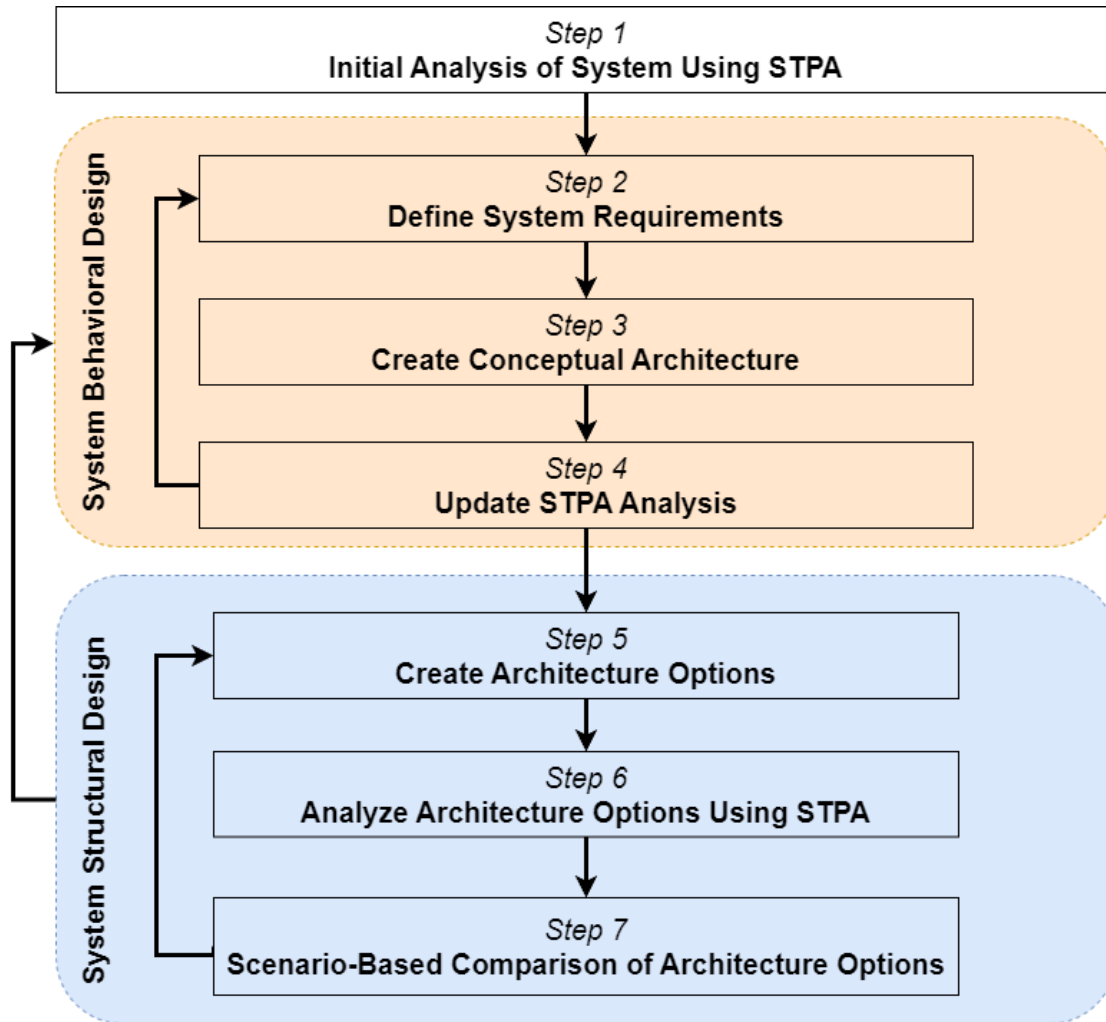 Step 1
Initial Analysis of System Using STPA
System Behavioral Design
Step 2
Define System Requirements
Step 3
Create Conceptual Architecture
Step 4
Update STPA Analysis
System Structural Design
Step 5
Create Architecture Options
Step 6
Analyze Architecture Options Using STPA
Step 7
Scenario-Based Comparison of Architecture Options